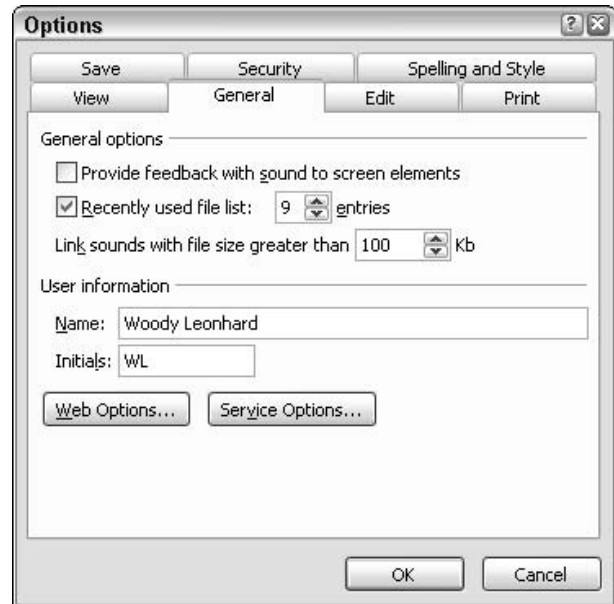 Options
Save Security Spelling and Style
View General Edit Print
General options
Provide feedback with sound to screen elements
Recently used file list: 9 entries
Link sounds with file size greater than 100 Kb
User information
Name: Woody Leonhard
Initials: WL
Web Options... Service Options...
OK Cancel